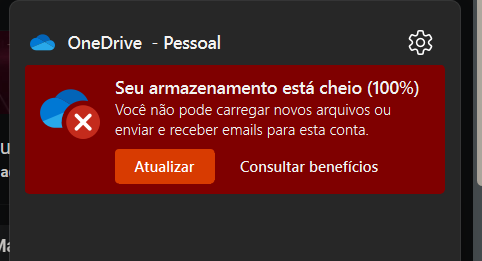 OneDrive - Pessoal
Seu armazenamento está cheio (100%)
Você não pode carregar novos arquivos ou
enviar e receber emails para esta conta.
Atualizar Consultar benefícios